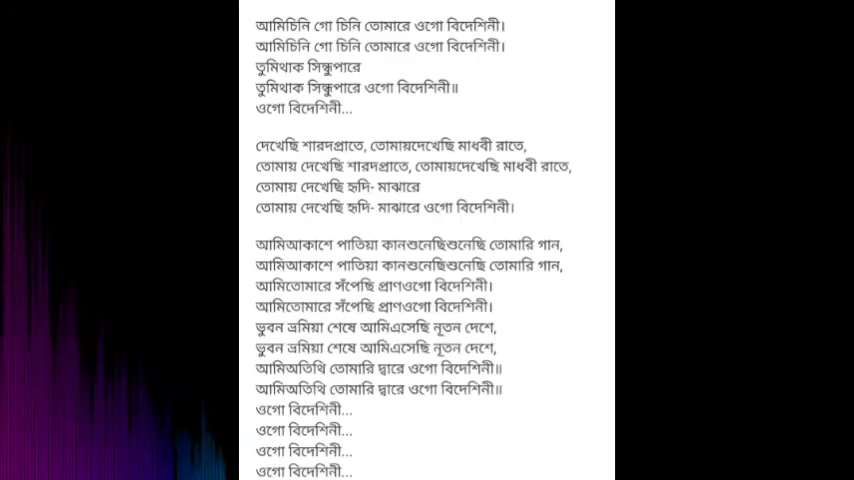 আমিচিনি গো চিনি তোমারে ওগো বিদেশিনী।
আমিচিনি গো চিনি তোমারে ওগো বিদেশিনী।
তুমিথাক সিন্ধুপারে
তুমিথাক সিন্ধুপারে ওগো বিদেশিনী॥
ওগো বিদেশিনী...
দেখেছি শারদপ্রাতে, তোমায়দেখেছি মাধবী রাতে,
তোমায় দেখেছি শারদপ্রাতে, তোমায়দেখেছি মাধবী রাতে,
তোমায় দেখেছি হৃদি- মাঝারে
তোমায় দেখেছি হৃদি- মাঝারে ওগো বিদেশিনী।
আমিআকাশে পাতিয়া কানশুনেছিশুনেছি তোমারি গান,
আমিআকাশে পাতিয়া কানশুনেছিশুনেছি তোমারি গান,
আমিতোমারে সঁপেছি প্রাণওগো বিদেশিনী।
আমিতোমারে সঁপেছি প্রাণওগো বিদেশিনী।
ভুবন ভ্রমিয়া শেষে আমিএসেছি নূতন দেশে,
ভুবন ভ্রমিয়া শেষে আমিএসেছি নূতন দেশে,
আমিঅতিথি তোমারি দ্বারে ওগো বিদেশিনী॥
আমিঅতিথি তোমারি দ্বারে ওগো বিদেশিনী॥
ওগো বিদেশিনী...
ওগো বিদেশিনী...
ওগো বিদেশিনী...
ওগো বিদেশিনী...